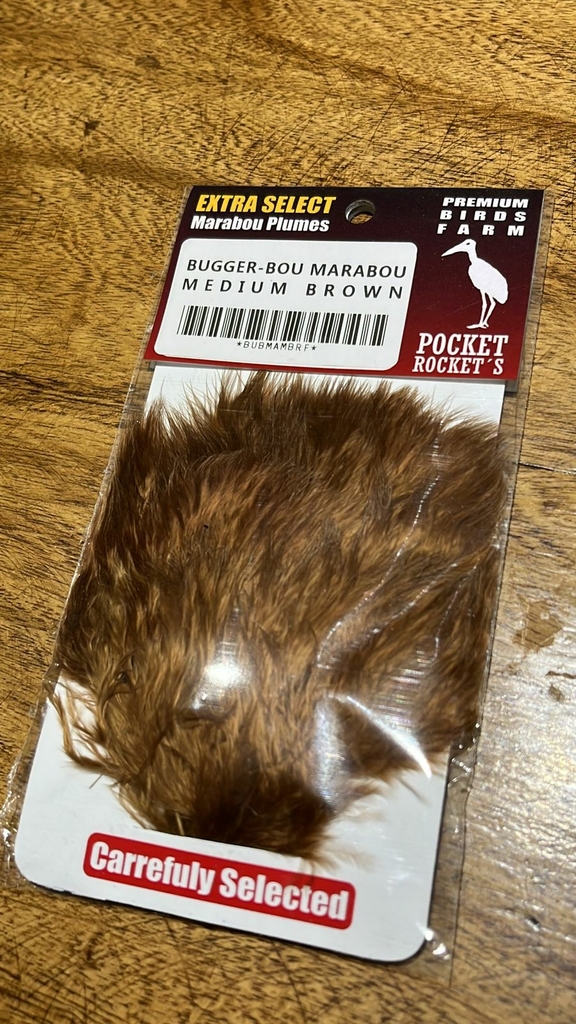 EXTRA SELECT
Marabou Plumes
PREMIUM
BIRDS
FARM
BUGGER-BOU MARABOU
MEDIUM BROWN
*BUBMAMBRF*
POCKET
ROCKET´S
Carrefuly Selected